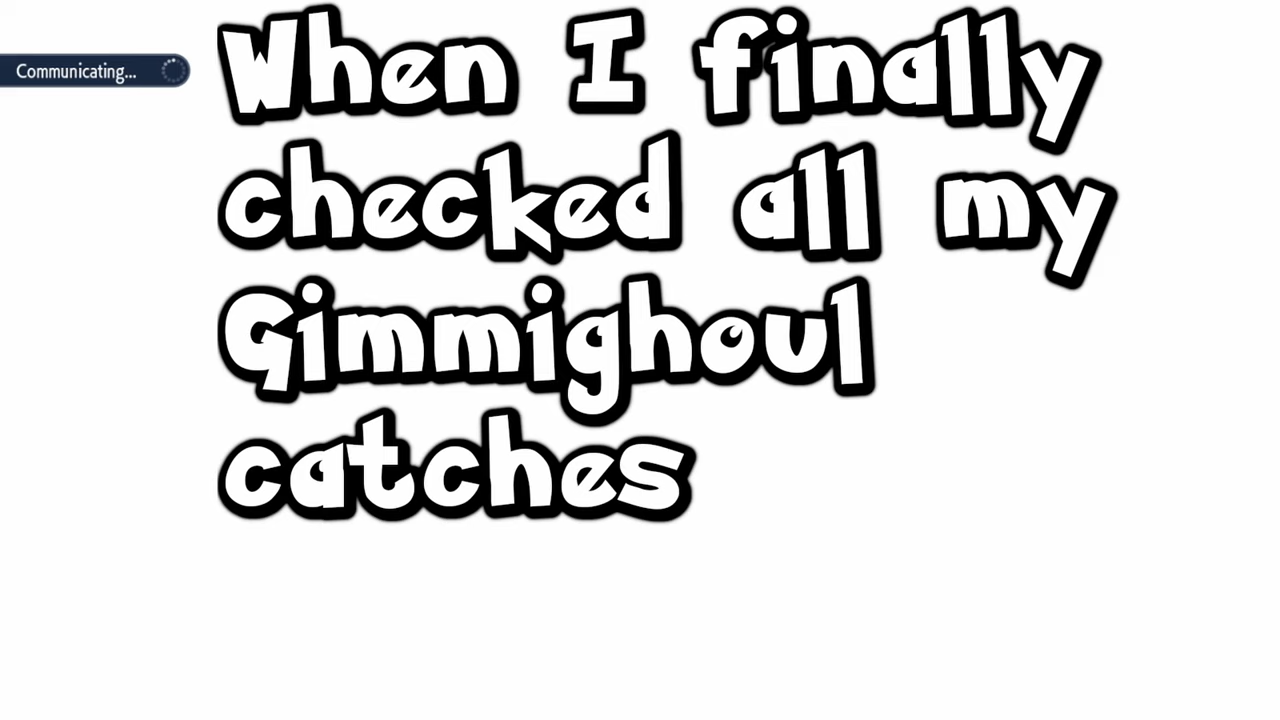 Communicating...
When I finally
checked all my
Gimmighoul
catches